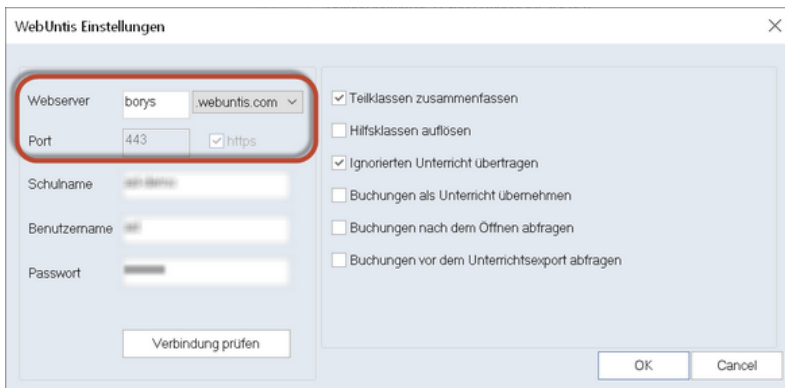 WebUntis Einstellungen
Webserver
borys
.webuntis.com
Port
443
https
Schulname
Benutzername
Passwort
Verbindung prüfen
Teilklassen zusammenfassen
Hilfsklassen auflösen
Ignorierten Unterricht übertragen
Buchungen als Unterricht übernehmen
Buchungen nach dem Öffnen abfragen
Buchungen vor dem Unterrichtsexport abfragen
OK
Cancel